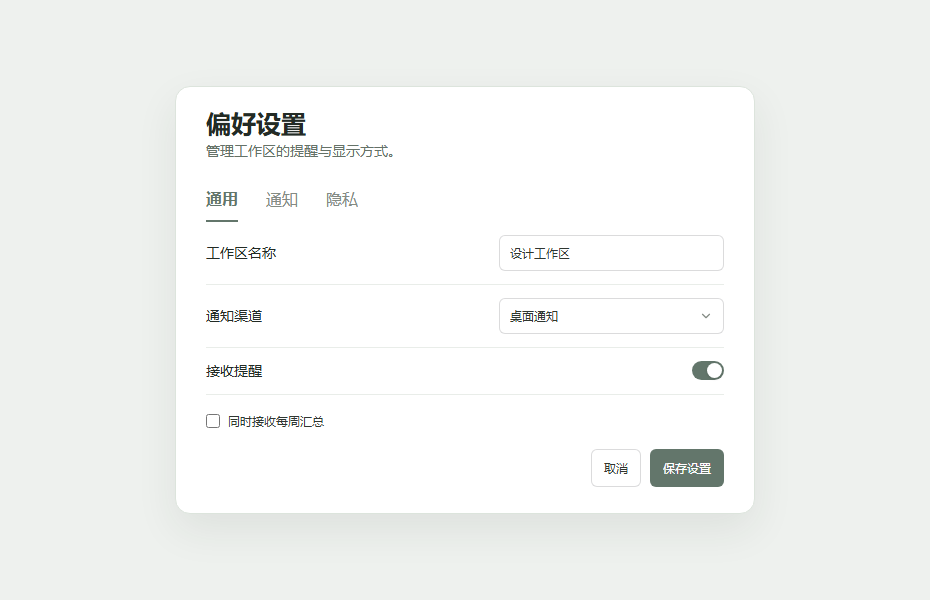 偏好设置
管理工作区的提醒与显示方式。
通用 通知 隐私
工作区名称 设计工作区
通知渠道 桌面通知
接收提醒
同时接收每周汇总
取消 保存设置